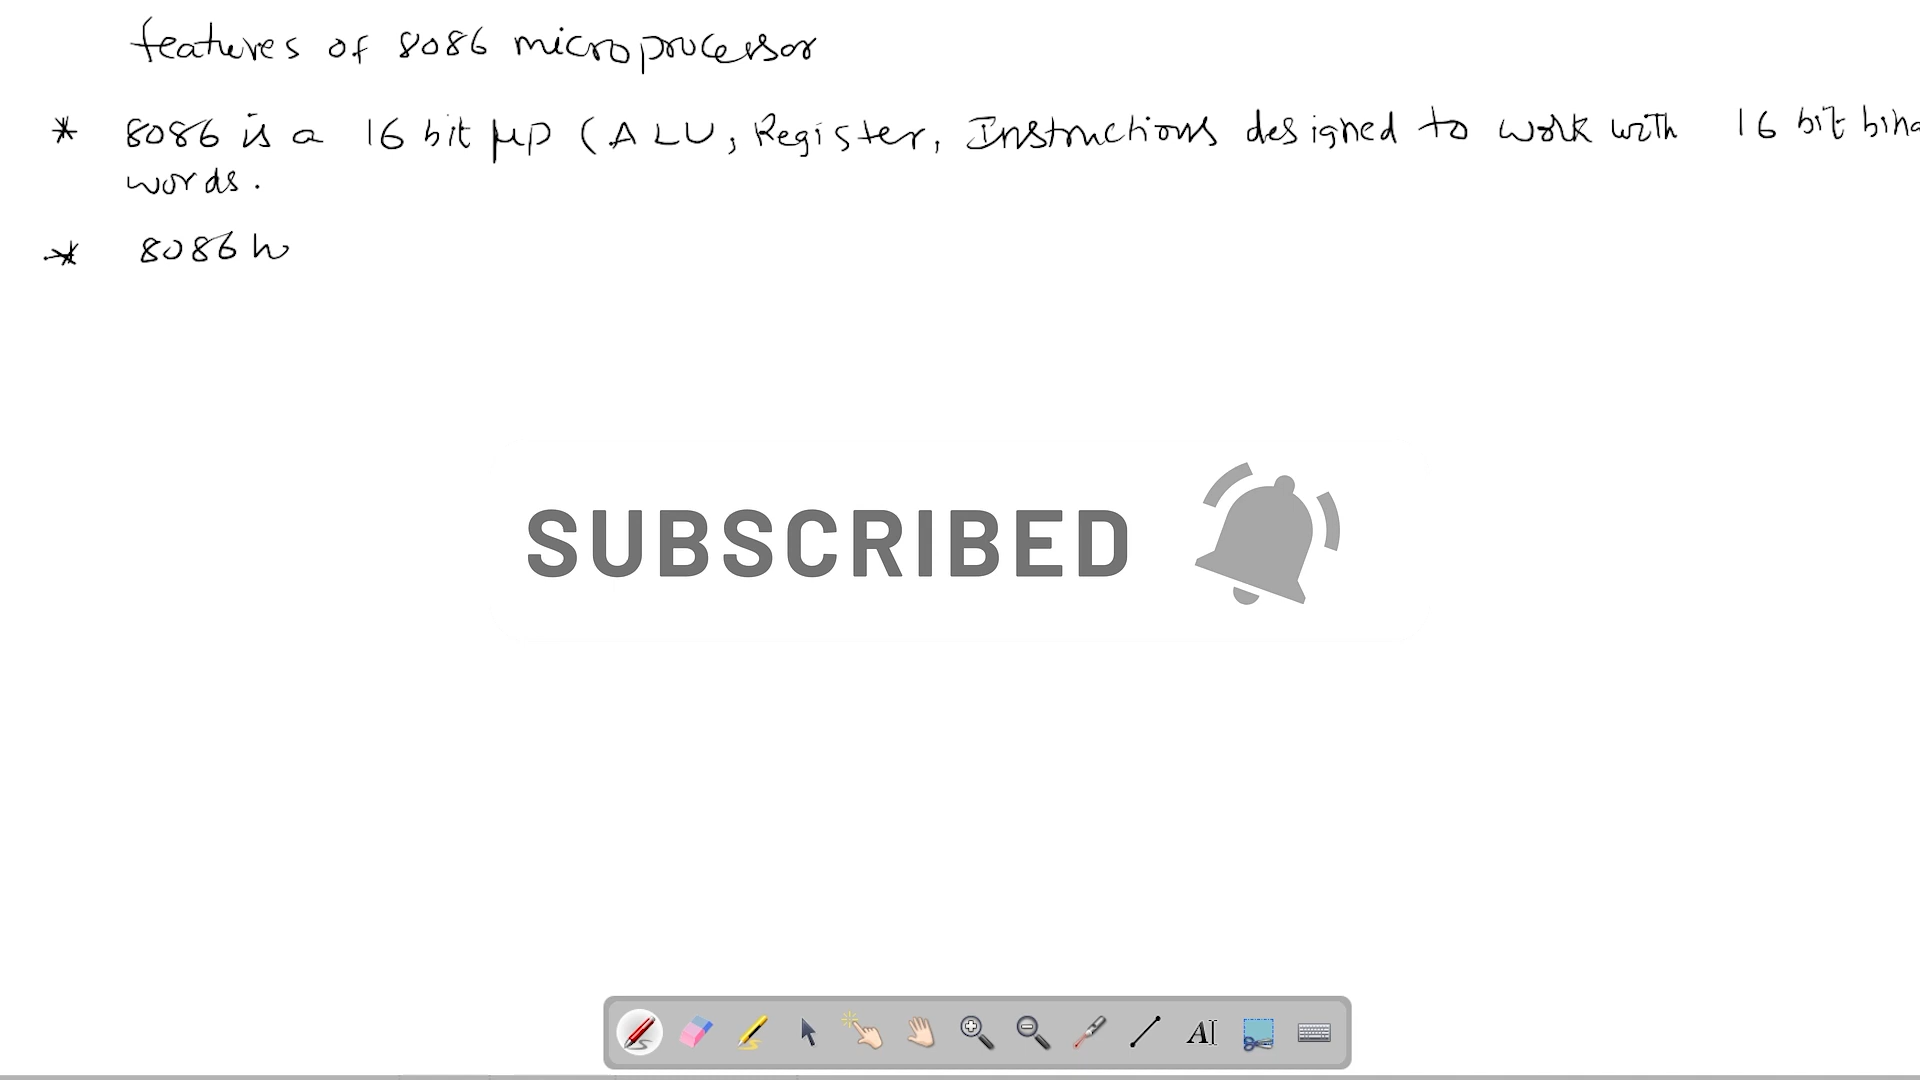 features of 8086 microprocessor
* 8086 is a 16 bit μp (ALU, Register, Instructions designed to work with 16 bit bina
words.
* 8086 h
SUBSCRIBED
AI